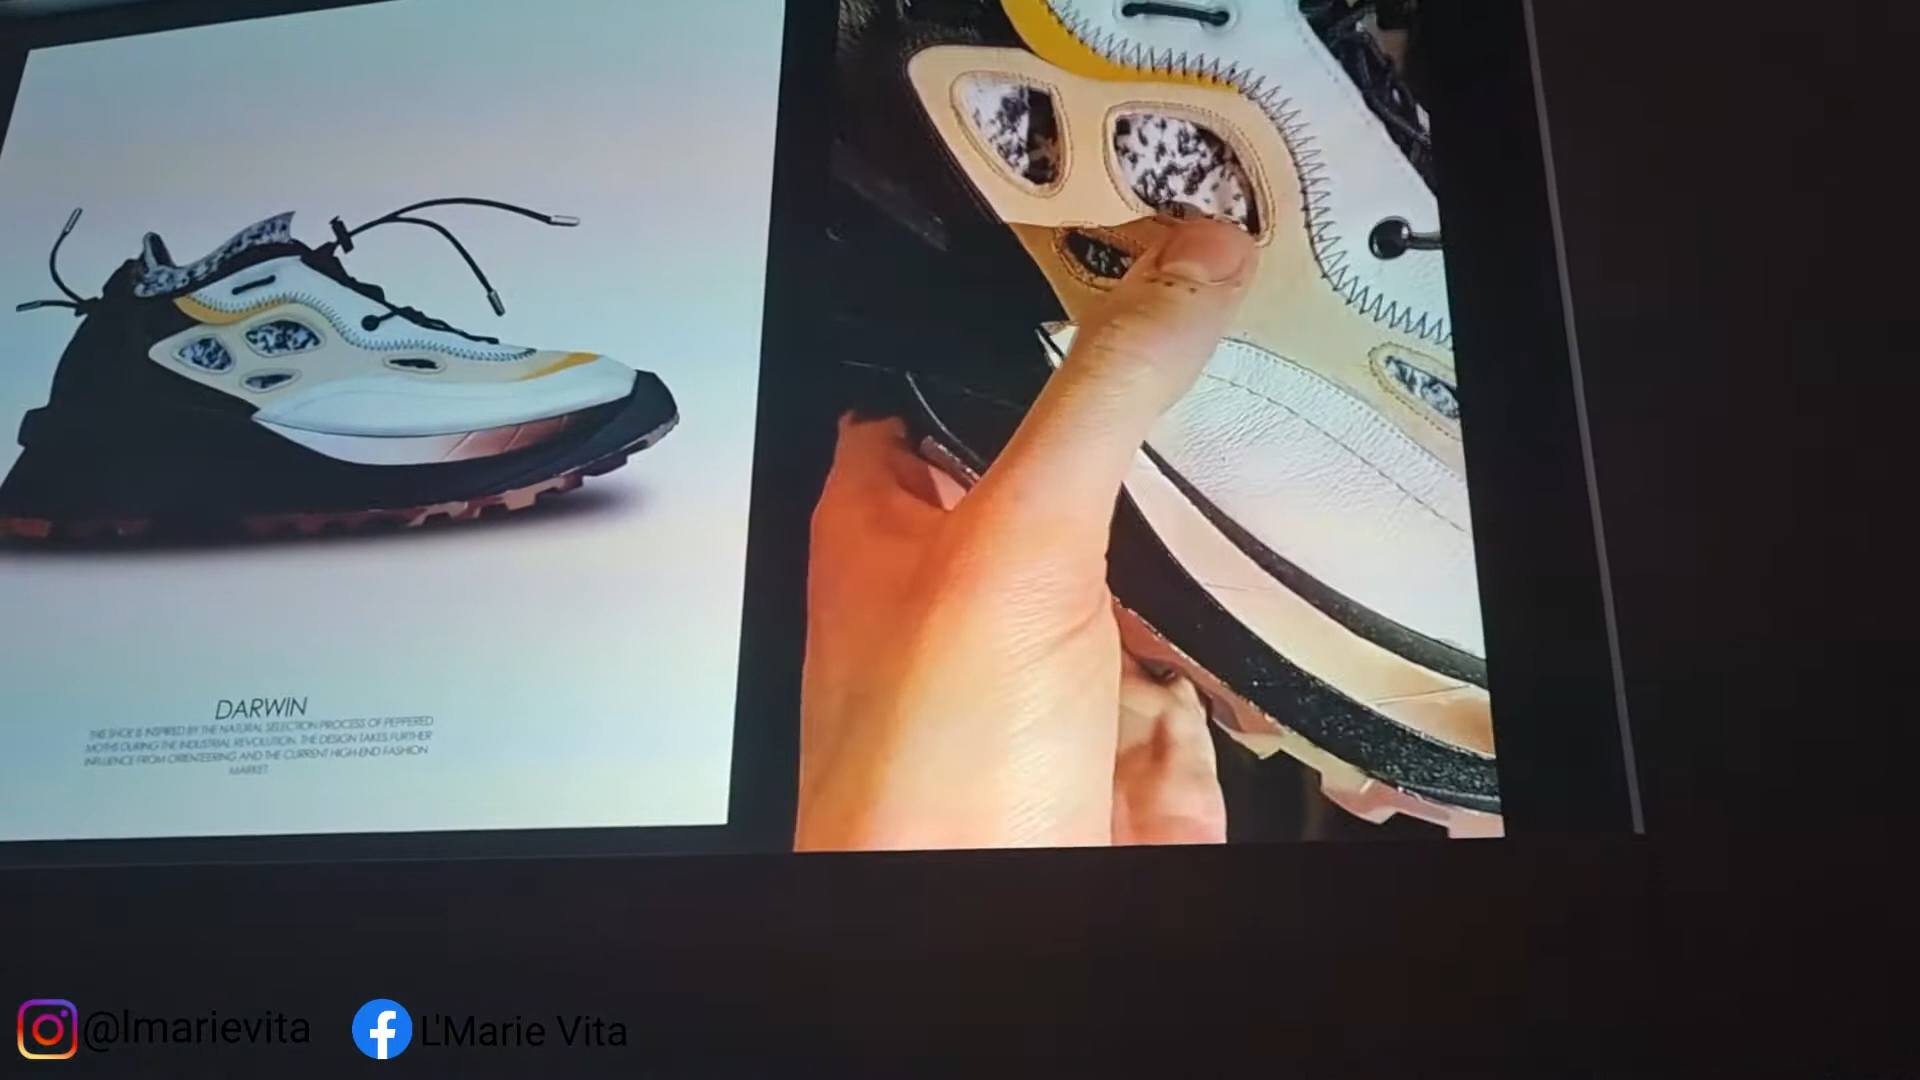 DARWIN
THIS SHOE IS INSPIRED BY THE NATURAL SELECTION PROCESS OF PEPPERED
MOTHS DURING THE INDUSTRIAL REVOLUTION. THE DESIGN TAKES FURTHER
INFLUENCE FROM ORIENTEERING AND THE CURRENT HIGH-END FASHION
MARKET.
@lmarievita L'Marie Vita